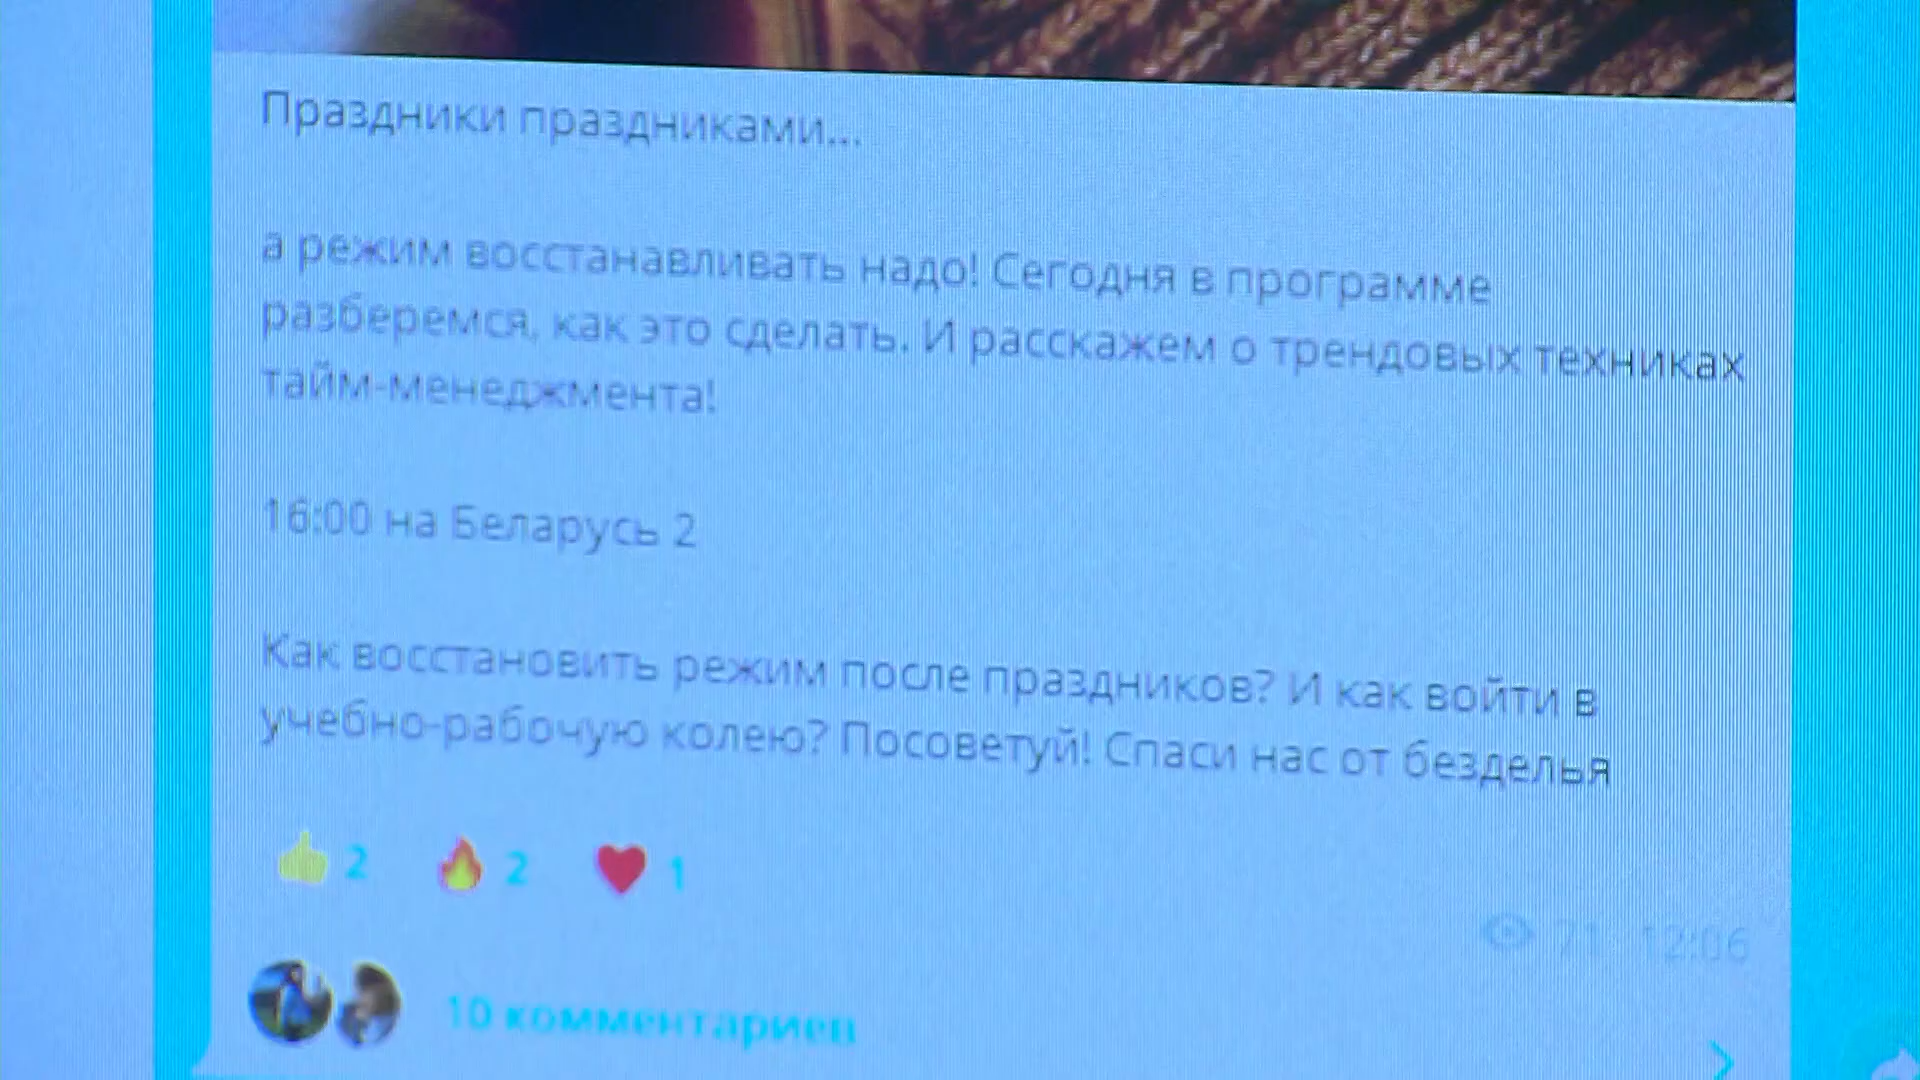 Праздники праздниками...
а режим восстанавливать надо! Сегодня в программе
разберемся, как это сделать. И расскажем о трендовых техниках
тайм-менеджмента!
16:00 на Беларусь 2
Как восстановить режим после праздников? И как войти в
учебно-рабочую колею? Посоветуй! Спаси нас от безделья
2 2 1
71 12:06
10 комментариев